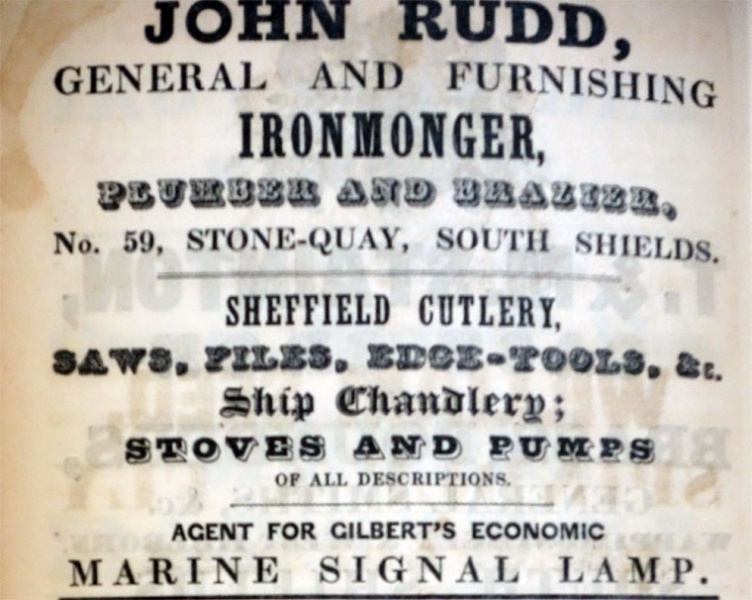 JOHN RUDD,
GENERAL AND FURNISHING
IRONMONGER,
PLUMBER AND BRAZIER,
No. 59, STONE-QUAY, SOUTH SHIELDS.
SHEFFIELD CUTLERY,
SAWS, FILES, EDGE-TOOLS, &c.
Ship Chandlery;
STOVES AND PUMPS
OF ALL DESCRIPTIONS.
AGENT FOR GILBERT'S ECONOMIC
MARINE SIGNAL LAMP.